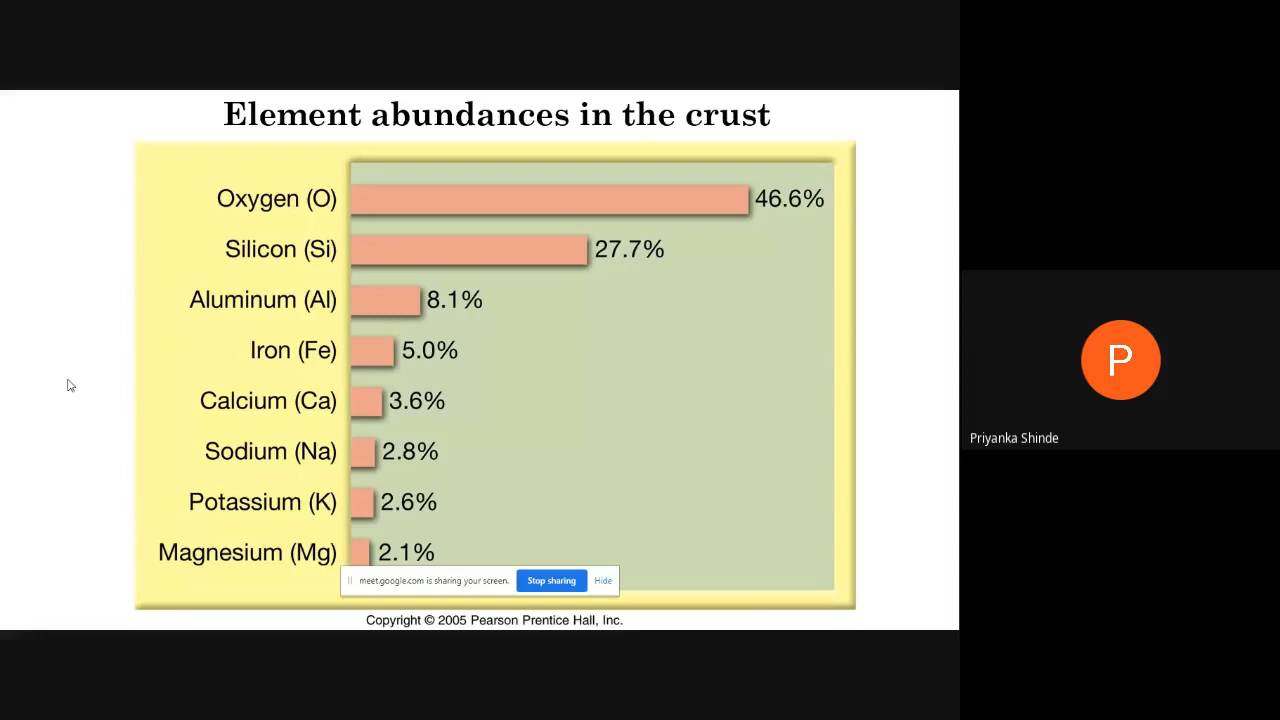 Element abundances in the crust
Oxygen (O) 46.6%
Silicon (Si) 27.7%
Aluminum (Al) 8.1%
Iron (Fe) 5.0%
Calcium (Ca) 3.6%
Sodium (Na) 2.8%
Potassium (K) 2.6%
Magnesium (Mg) 2.1%
meet.google.com is sharing your screen. Stop sharing Hide
Copyright © 2005 Pearson Prentice Hall, Inc.
P
Priyanka Shinde